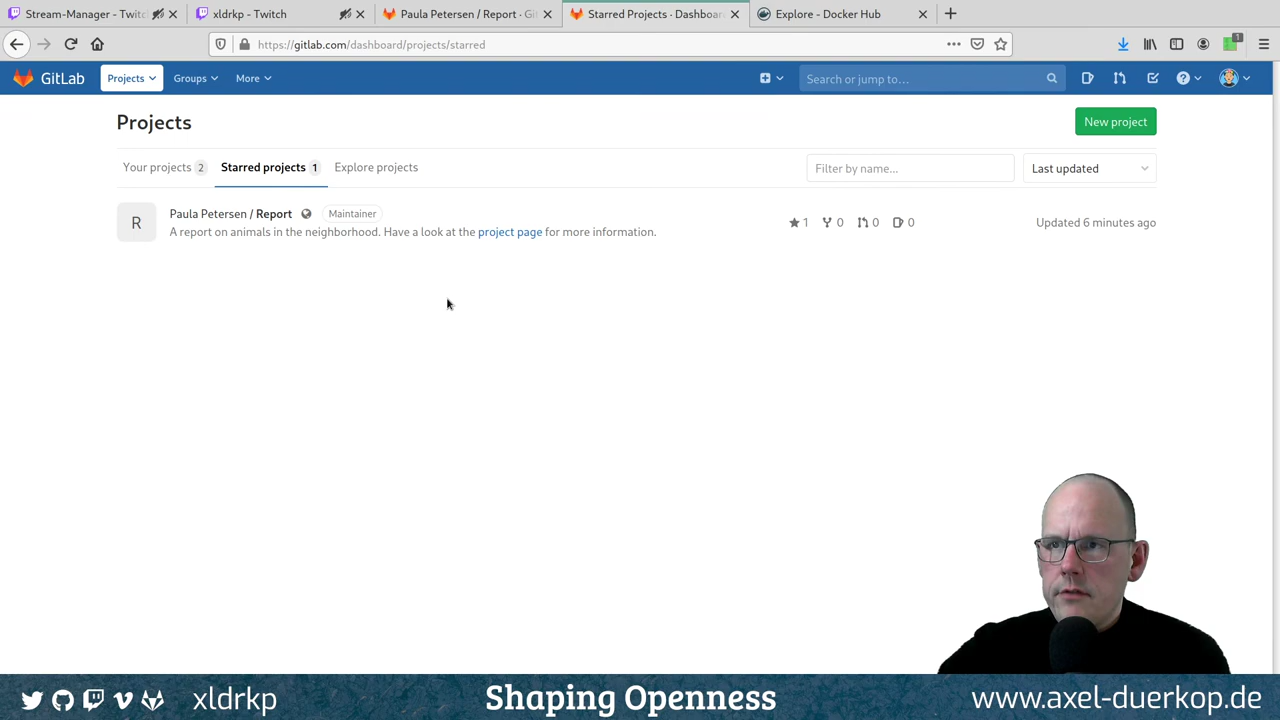 Stream-Manager - Twitc
xldrkp - Twitch
Paula Petersen / Report · Git
Starred Projects · Dashboard
Explore - Docker Hub
https://gitlab.com/dashboard/projects/starred
1
GitLab
Projects
Groups
More
Search or jump to…
Projects
New project
Your projects 2
Starred projects 1
Explore projects
Filter by name...
Last updated
R
Paula Petersen / Report
Maintainer
1
0
0
0
Updated 6 minutes ago
A report on animals in the neighborhood. Have a look at the project page for more information.
xldrkp
Shaping Openness
www.axel-duerkop.de